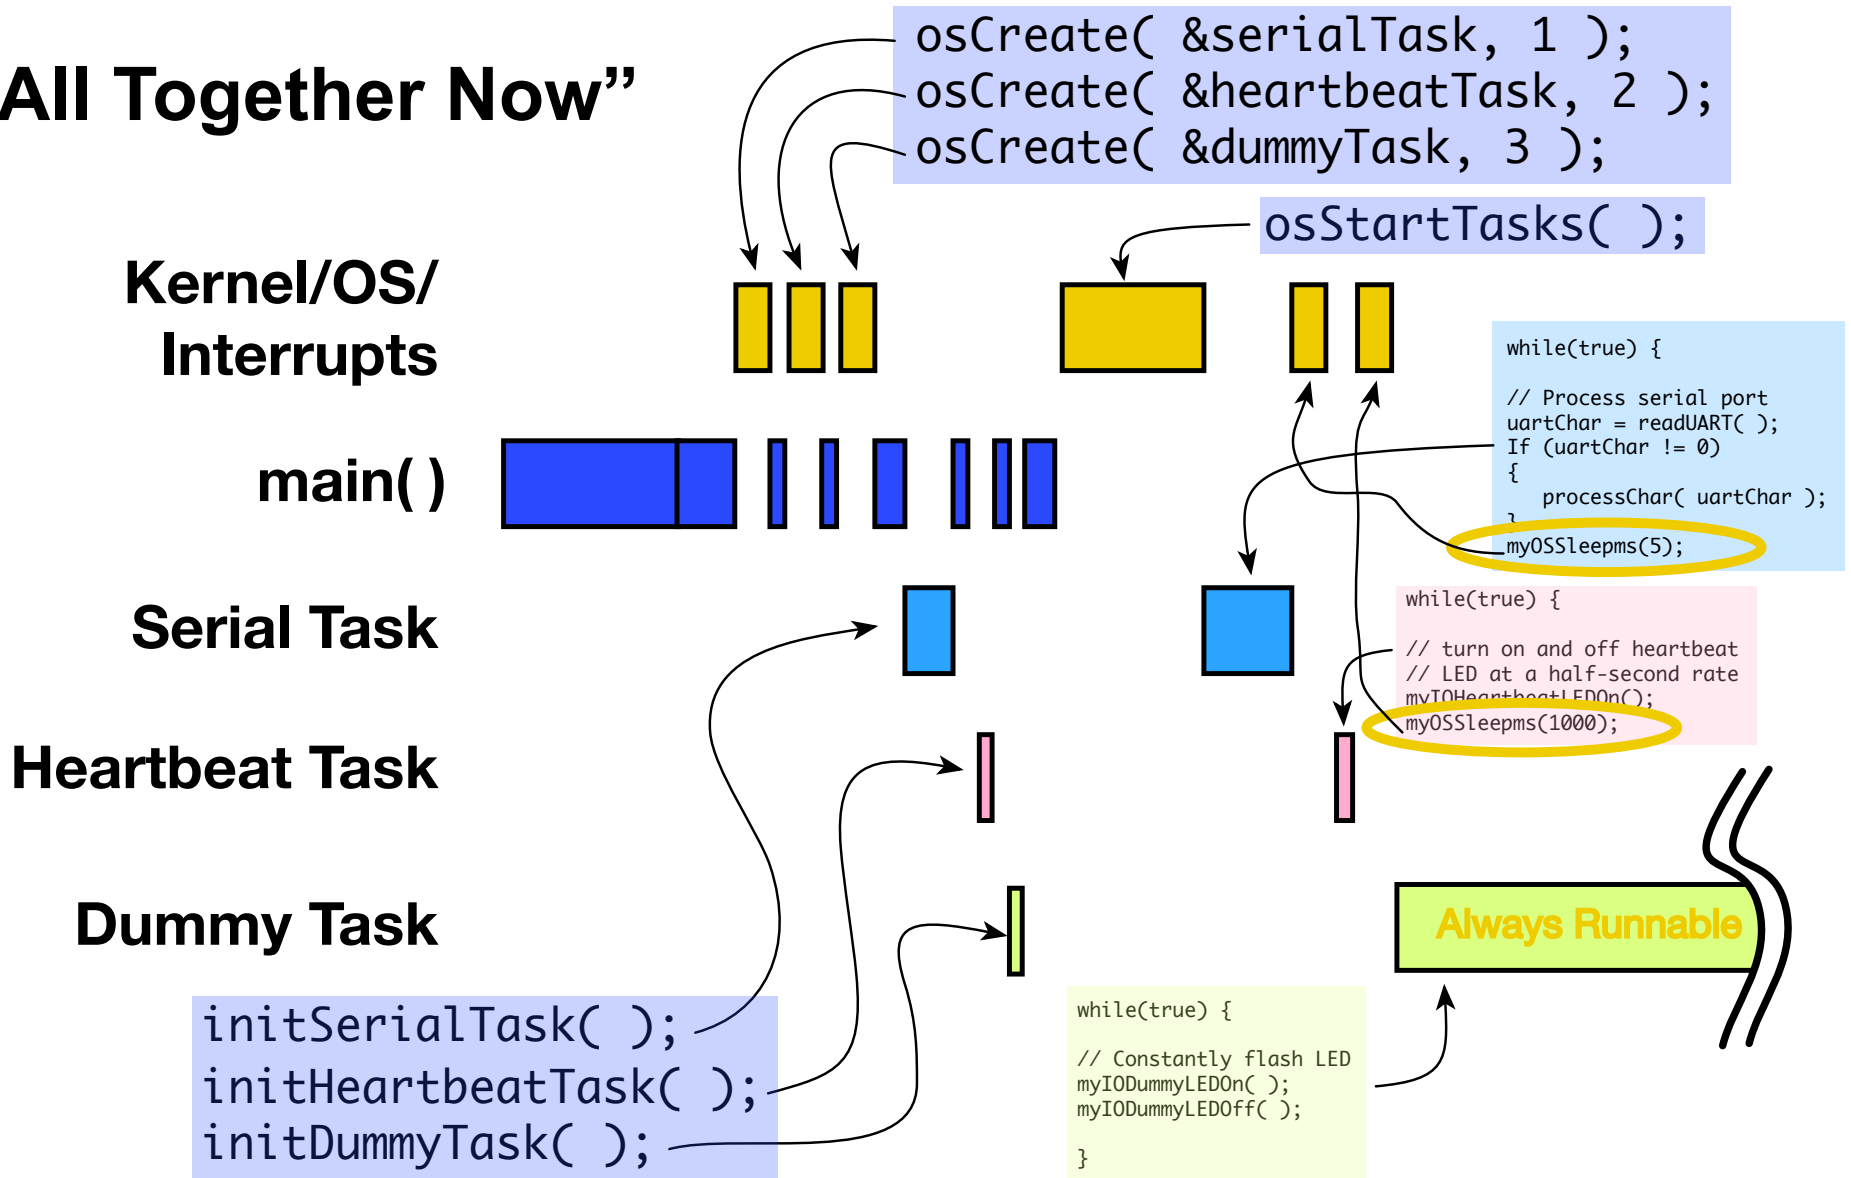 All Together Now”
osCreate( &serialTask, 1 );
osCreate( &heartbeatTask, 2 );
osCreate( &dummyTask, 3 );
osStartTasks( );
Kernel/OS/
Interrupts
main( )
Serial Task
Heartbeat Task
Dummy Task
while(true) {
// Process serial port
uartChar = readUART( );
If (uartChar != 0)
{
processChar( uartChar );
}
myOSSleepms(5);
while(true) {
// turn on and off heartbeat
// LED at a half-second rate
myIOHeartbeatLEDOn();
myOSSleepms(1000);
Always Runnable
initSerialTask( );
initHeartbeatTask( );
initDummyTask( );
while(true) {
// Constantly flash LED
myIODummyLEDOn( );
myIODummyLEDOff( );
}